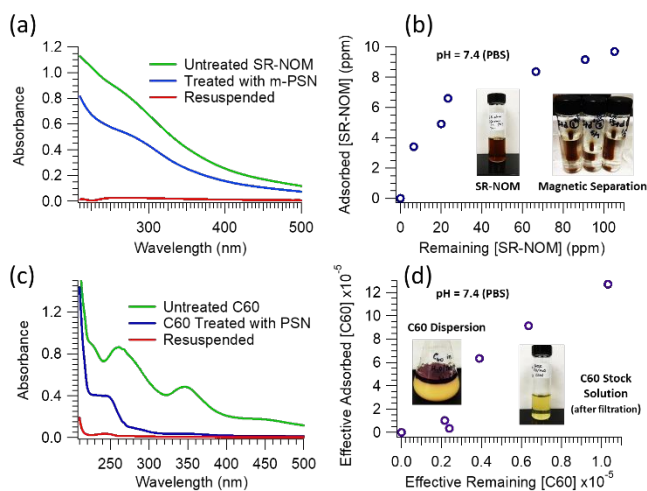 (a)
Absorbance
1.2
1.0
0.8
0.6
0.4
0.2
0.0
Untreated SR-NOM
Treated with m-PSN
Resuspended
300
400
500
Wavelength (nm)
(b)
Adsorbed [SR-NOM] (ppm)
10
8
6
4
2
0
pH = 7.4 (PBS)
SR-NOM
Magnetic Separation
0
20
40
60
80
100
Remaining [SR-NOM] (ppm)
(c)
Absorbance
1.2
0.8
0.4
0.0
Untreated C60
C60 Treated with PSN
Resuspended
250
300
350
400
450
500
Wavelength (nm)
(d)
Effective Adsorbed [C60] x10⁻⁵
12
10
8
6
4
2
0
pH = 7.4 (PBS)
C60 Dispersion
C60 Stock
Solution
(after filtration)
0.0
0.2
0.4
0.6
0.8
1.0
Effective Remaining [C60] x10⁻⁵